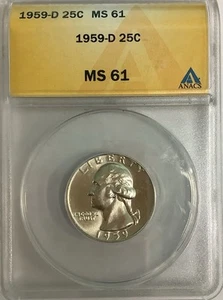 1959-D 25C MS 61
1959-D 25C
MS 61
ANACS
LIBERTY
IN GOD WE
TRUST
1959